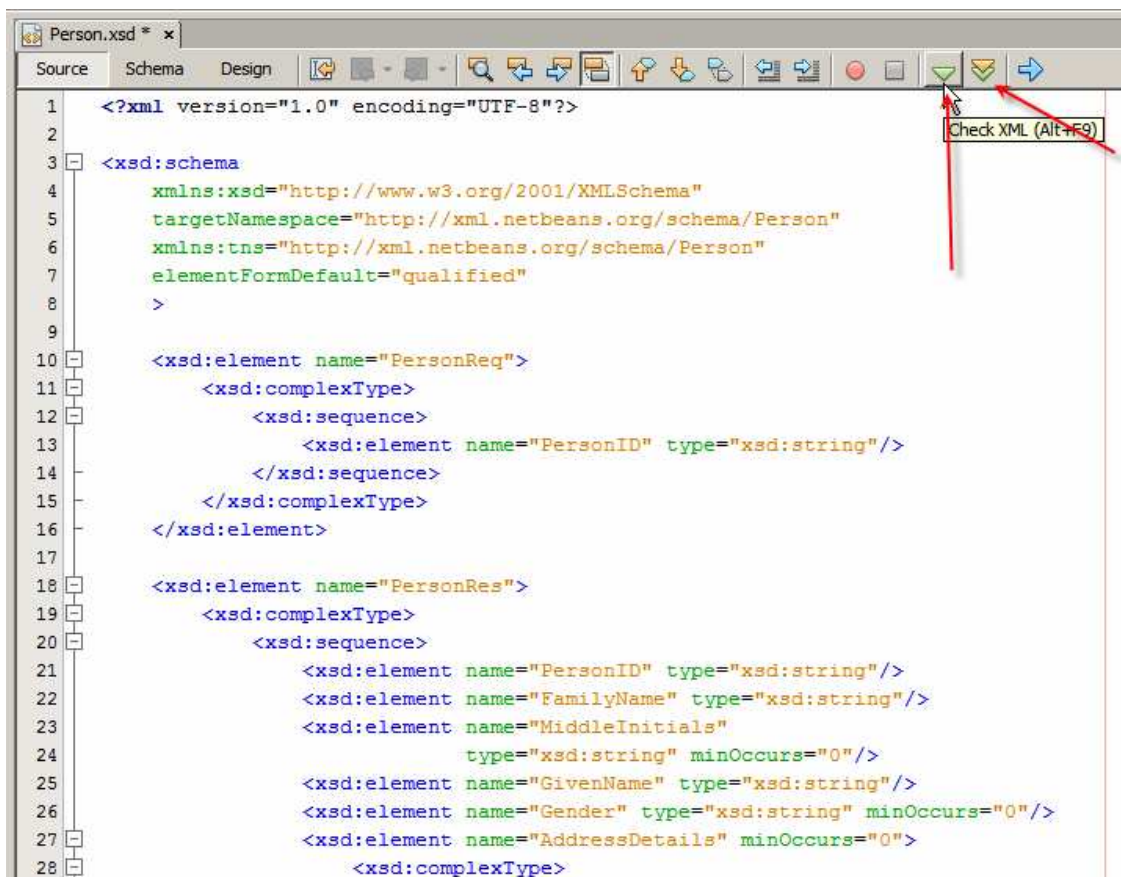 Person.xsd * x
Source Schema Design
Check XML (Alt+F9)
1 <?xml version="1.0" encoding="UTF-8"?>
2
3 <xsd:schema
4 xmlns:xsd="http://www.w3.org/2001/XMLSchema"
5 targetNamespace="http://xml.netbeans.org/schema/Person"
6 xmlns:tns="http://xml.netbeans.org/schema/Person"
7 elementFormDefault="qualified"
8 >
9
10 <xsd:element name="PersonReq">
11 <xsd:complexType>
12 <xsd:sequence>
13 <xsd:element name="PersonID" type="xsd:string"/>
14 </xsd:sequence>
15 </xsd:complexType>
16 </xsd:element>
17
18 <xsd:element name="PersonRes">
19 <xsd:complexType>
20 <xsd:sequence>
21 <xsd:element name="PersonID" type="xsd:string"/>
22 <xsd:element name="FamilyName" type="xsd:string"/>
23 <xsd:element name="MiddleInitials"
24 type="xsd:string" minOccurs="0"/>
25 <xsd:element name="GivenName" type="xsd:string"/>
26 <xsd:element name="Gender" type="xsd:string" minOccurs="0"/>
27 <xsd:element name="AddressDetails" minOccurs="0">
28 <xsd:complexType>